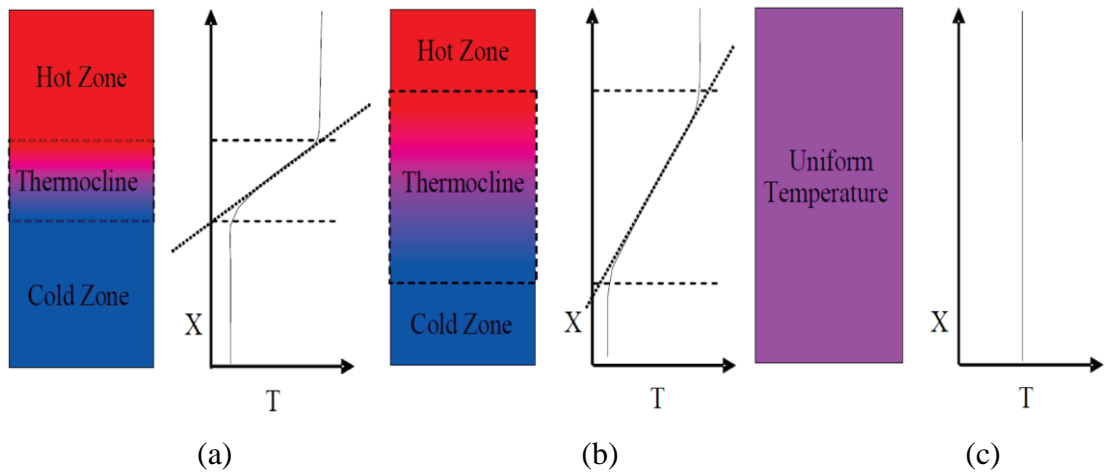 Hot Zone
Thermocline
Cold Zone
X
T
(a)
Hot Zone
Thermocline
Cold Zone
X
T
(b)
Uniform
Temperature
X
T
(c)